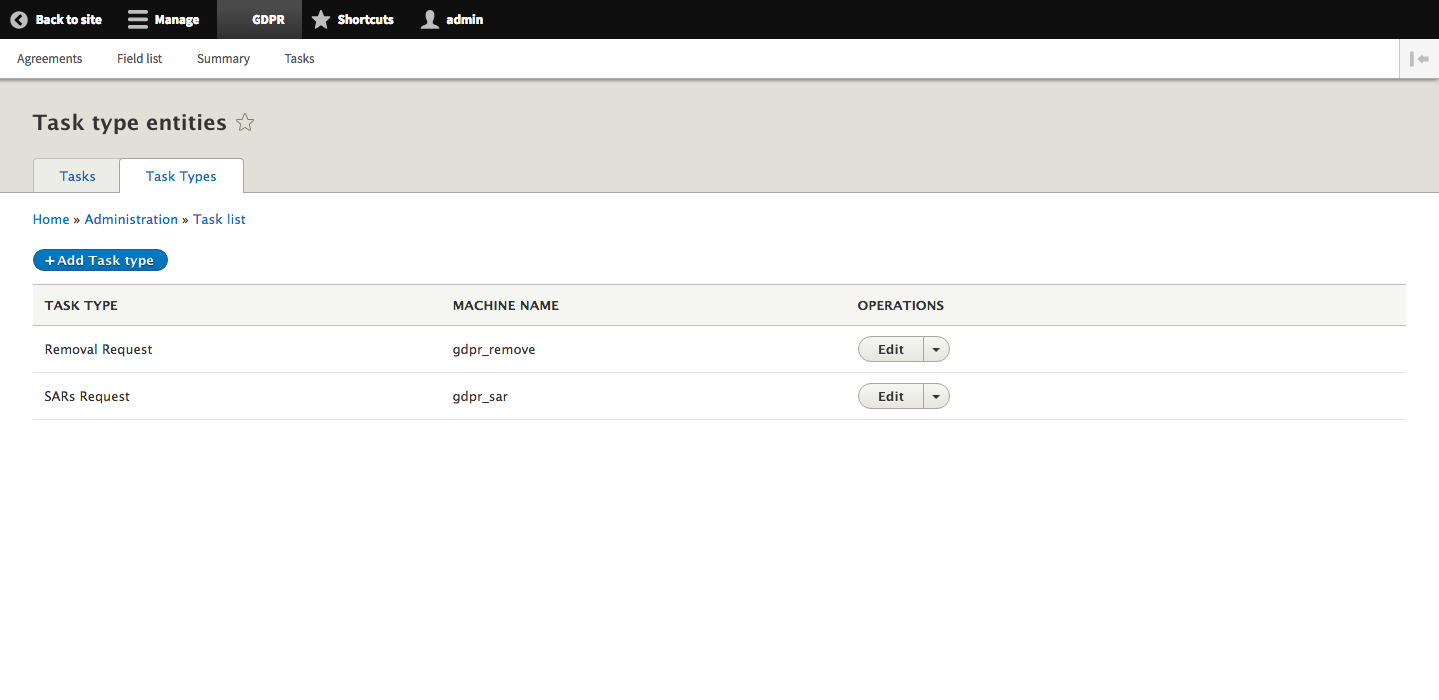 Back to site Manage GDPR Shortcuts admin
Agreements Field list Summary Tasks
Task type entities
Tasks Task Types
Home » Administration » Task list
+ Add Task type
TASK TYPE MACHINE NAME OPERATIONS
Removal Request gdpr_remove Edit
SARs Request gdpr_sar Edit